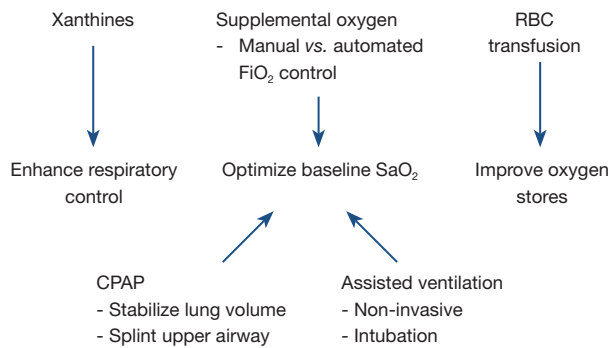 Xanthines
Supplemental oxygen
- Manual vs. automated
FiO₂ control
RBC
transfusion
Enhance respiratory
control
Optimize baseline SaO₂
Improve oxygen
stores
CPAP
- Stabilize lung volume
- Splint upper airway
Assisted ventilation
- Non-invasive
- Intubation